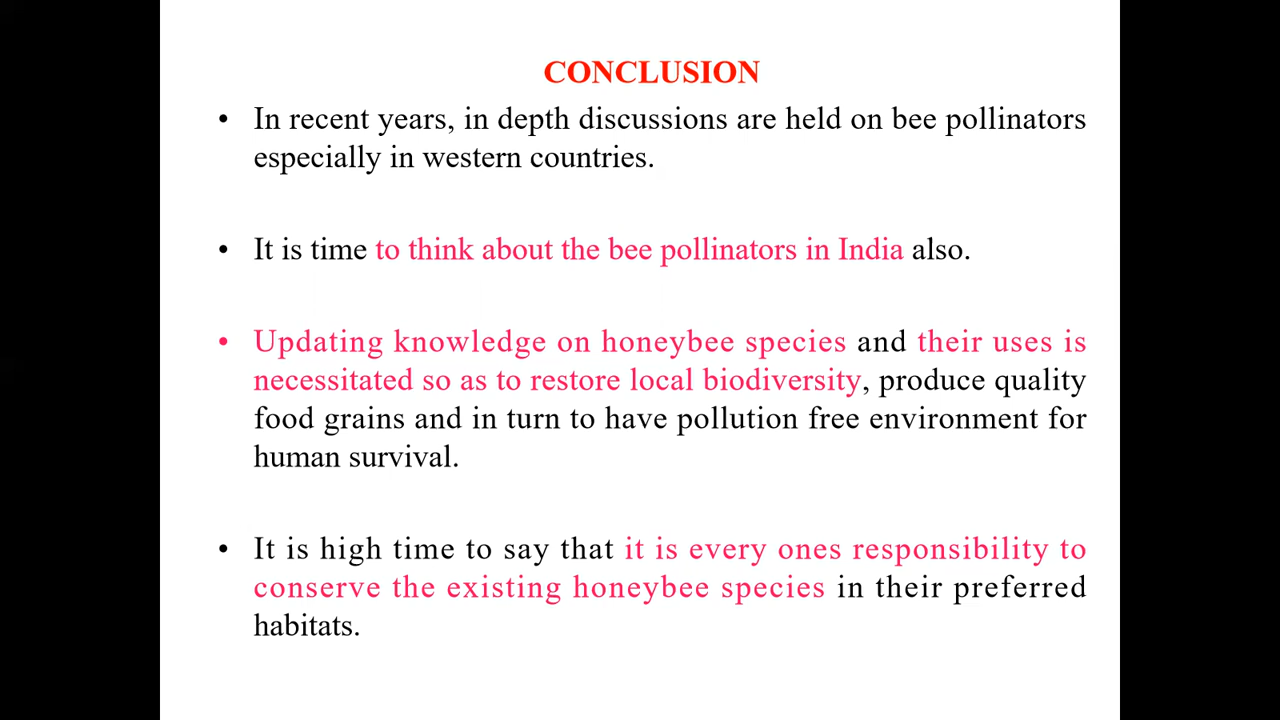 CONCLUSION
• In recent years, in depth discussions are held on bee pollinators
especially in western countries.
• It is time to think about the bee pollinators in India also.
• Updating knowledge on honeybee species and their uses is
necessitated so as to restore local biodiversity, produce quality
food grains and in turn to have pollution free environment for
human survival.
• It is high time to say that it is every ones responsibility to
conserve the existing honeybee species in their preferred
habitats.